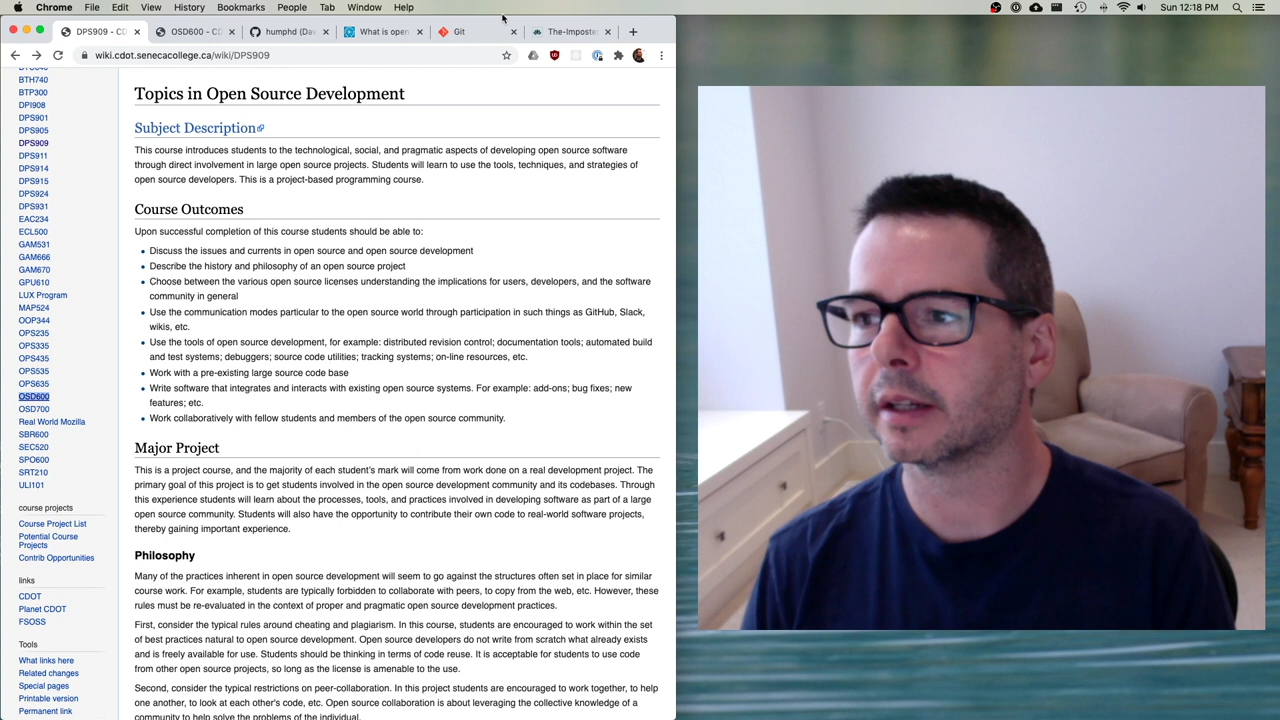 Chrome File Edit View History Bookmarks People Tab Window Help Sun 12:18 PM
DPS909 - CD OSD600 - CD humphd (Dav What is open Git The-Imposter
wiki.cdot.senecacollege.ca/wiki/DPS909
BTH740
BTP300
DPI908
DPS901
DPS905
DPS909
DPS911
DPS914
DPS915
DPS924
DPS931
EAC234
ECL500
GAM531
GAM666
GAM670
GPU610
LUX Program
MAP524
OOP344
OPS235
OPS335
OPS435
OPS535
OPS635
OSD600
OSD700
Real World Mozilla
SBR600
SEC520
SPO600
SRT210
ULI101
course projects
Course Project List
Potential Course
Projects
Contrib Opportunities
links
CDOT
Planet CDOT
FSOSS
Tools
What links here
Related changes
Special pages
Printable version
Permanent link
Topics in Open Source Development
Subject Description
This course introduces students to the technological, social, and pragmatic aspects of developing open source software
through direct involvement in large open source projects. Students will learn to use the tools, techniques, and strategies of
open source developers. This is a project-based programming course.
Course Outcomes
Upon successful completion of this course students should be able to:
• Discuss the issues and currents in open source and open source development
• Describe the history and philosophy of an open source project
• Choose between the various open source licenses understanding the implications for users, developers, and the software
community in general
• Use the communication modes particular to the open source world through participation in such things as GitHub, Slack,
wikis, etc.
• Use the tools of open source development, for example: distributed revision control; documentation tools; automated build
and test systems; debuggers; source code utilities; tracking systems; on-line resources, etc.
• Work with a pre-existing large source code base
• Write software that integrates and interacts with existing open source systems. For example: add-ons; bug fixes; new
features; etc.
• Work collaboratively with fellow students and members of the open source community.
Major Project
This is a project course, and the majority of each student's mark will come from work done on a real development project. The
primary goal of this project is to get students involved in the open source development community and its codebases. Through
this experience students will learn about the processes, tools, and practices involved in developing software as part of a large
open source community. Students will also have the opportunity to contribute their own code to real-world software projects,
thereby gaining important experience.
Philosophy
Many of the practices inherent in open source development will seem to go against the structures often set in place for similar
course work. For example, students are typically forbidden to collaborate with peers, to copy from the web, etc. However, these
rules must be re-evaluated in the context of proper and pragmatic open source development practices.
First, consider the typical rules around cheating and plagiarism. In this course, students are encouraged to work within the set
of best practices natural to open source development. Open source developers do not write from scratch what already exists
and is freely available for use. Students should be thinking in terms of code reuse. It is acceptable for students to use code
from other open source projects, so long as the license is amenable to the use.
Second, consider the typical restrictions on peer-collaboration. In this project students are encouraged to work together, to help
one another, to look at each other's code, etc. Open source collaboration is about leveraging the collective knowledge of a
community to help solve the problems of the individual.